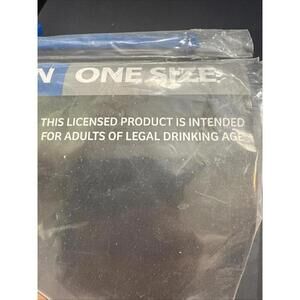 N / ONE SIZE
THIS LICENSED PRODUCT IS INTENDED
FOR ADULTS OF LEGAL DRINKING AGE